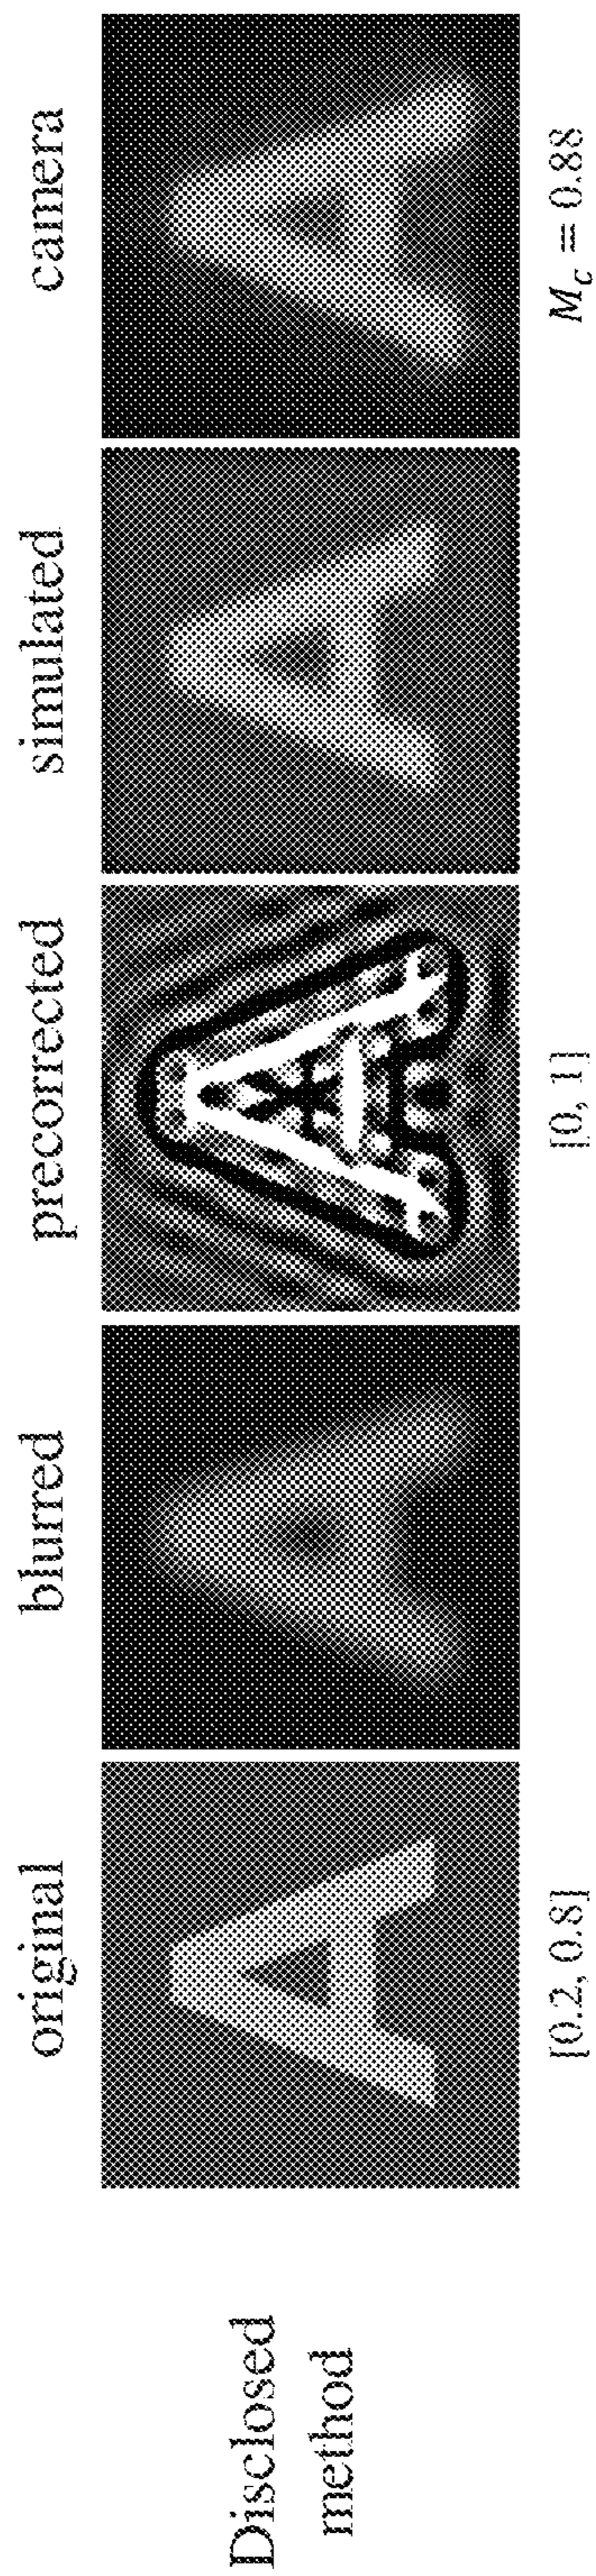 original blurred precorrected simulated camera
Disclosed
method
[0.2, 0.8] [0, 1] M_c = 0.88